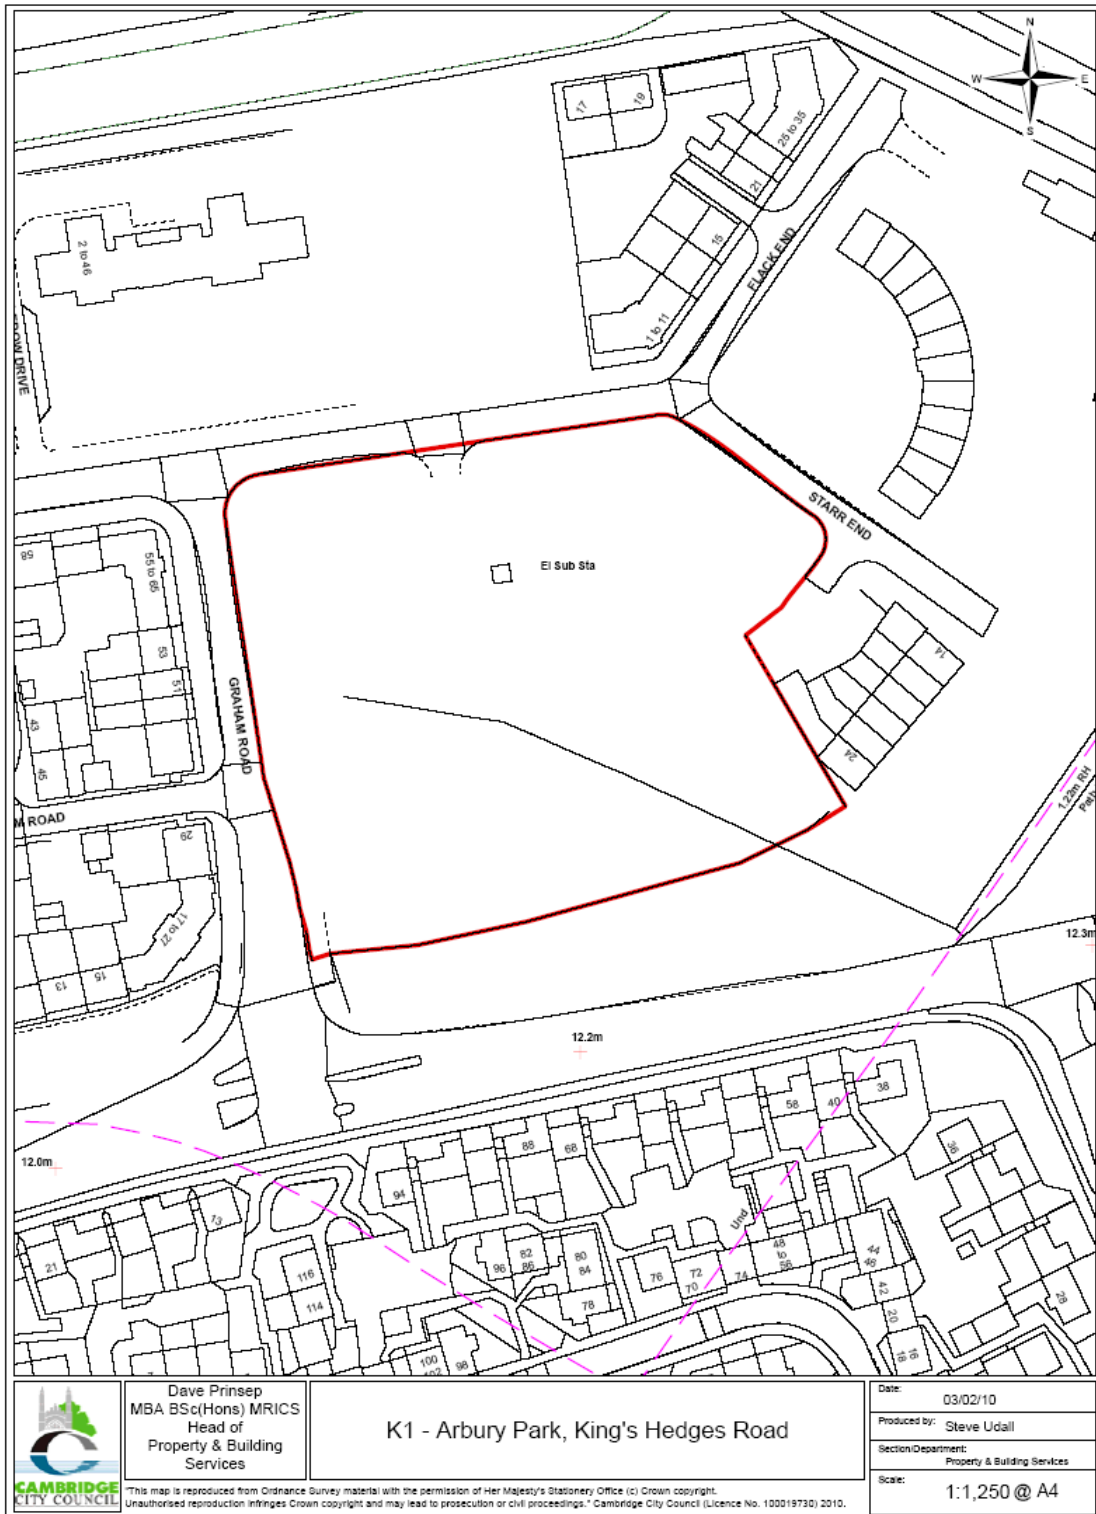 N
W E
S
17
19
25 to 35
21
15
FLACK END
1 to 11
2 to 46
STARR END
El Sub Sta
58
55 to 65
53
51
43
45
GRAHAM ROAD
14
24
1.22m RH
29
17 to 27
15
13
12.3m
12.2m
12.0m
38
40
58
68
88
94
36
13
21
Und
48
to
56
44
46
42
20
18
16
28
82
86
96
80
84
78
76
72
70
74
116
114
100
102
98
CAMBRIDGE
CITY COUNCIL
Dave Prinsep
MBA BSc(Hons) MRICS
Head of
Property & Building
Services
K1 - Arbury Park, King's Hedges Road
Date:
03/02/10
Produced by: Steve Udall
Section/Department:
Property & Building Services
Scale:
1:1,250 @ A4
"This map is reproduced from Ordnance Survey material with the permission of Her Majesty's Stationery Office (c) Crown copyright.
Unauthorised reproduction infringes Crown copyright and may lead to prosecution or civil proceedings." Cambridge City Council (Licence No. 100019730) 2010.